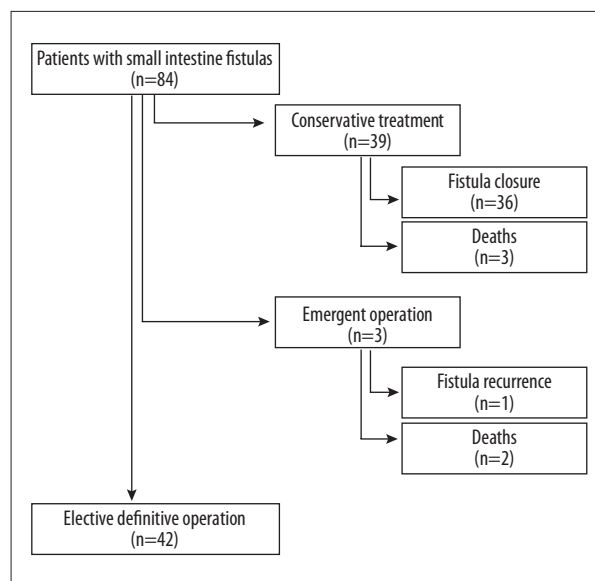 Patients with small intestine fistulas
(n=84)
Conservative treatment
(n=39)
Fistula closure
(n=36)
Deaths
(n=3)
Emergent operation
(n=3)
Fistula recurrence
(n=1)
Deaths
(n=2)
Elective definitive operation
(n=42)